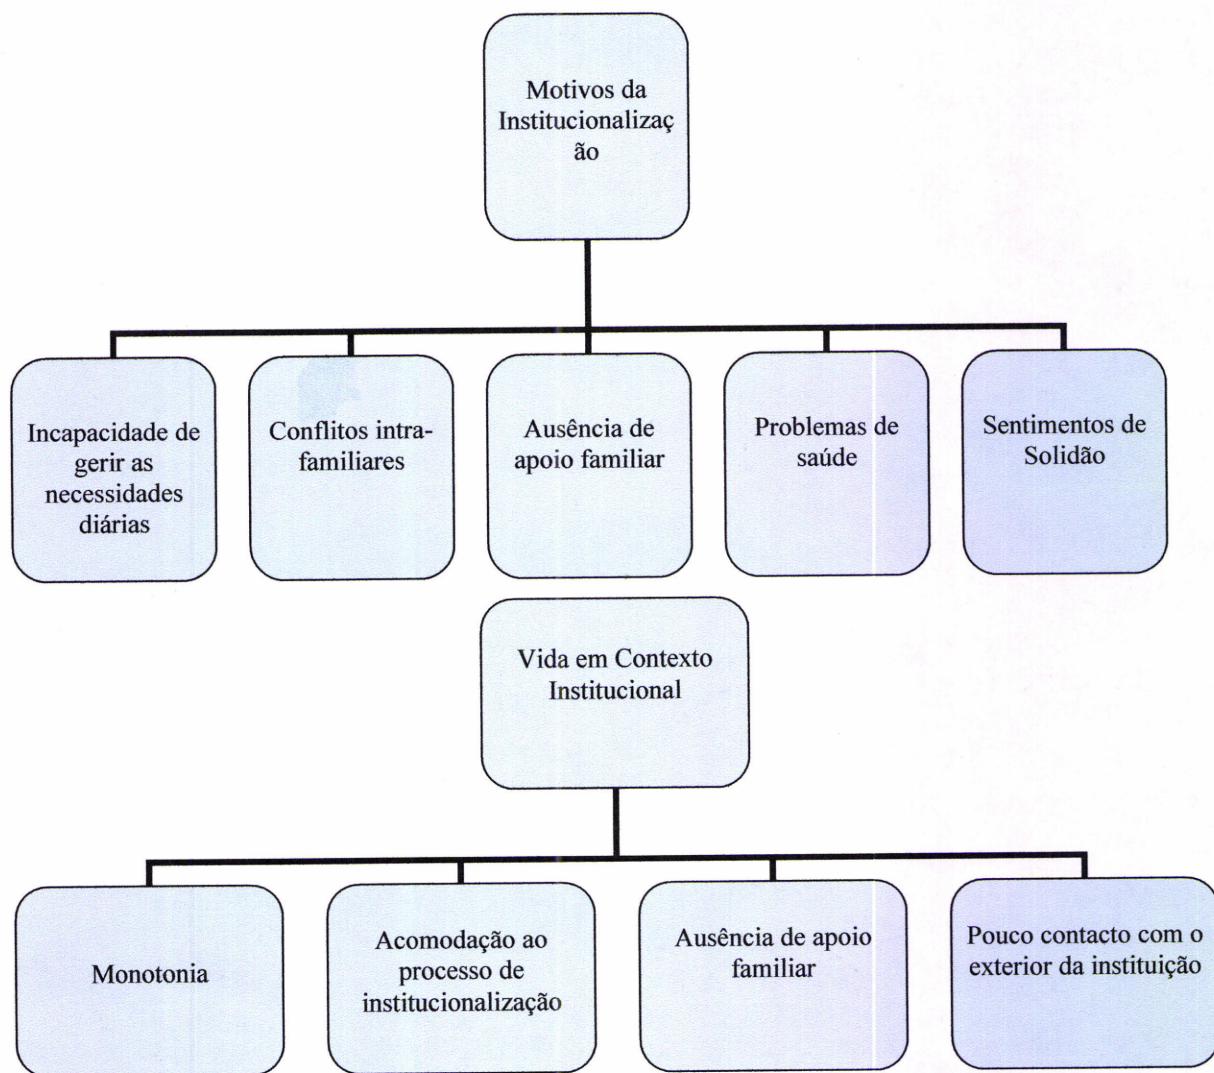 Motivos da
Institucionalizaç
ão
Incapacidade de
gerir as
necessidades
diárias
Conflitos intra-
familiares
Ausência de
apoio familiar
Problemas de
saúde
Sentimentos de
Solidão
Vida em Contexto
Institucional
Monotonia
Acomodação ao
processo de
institucionalização
Ausência de apoio
familiar
Pouco contacto com o
exterior da instituição